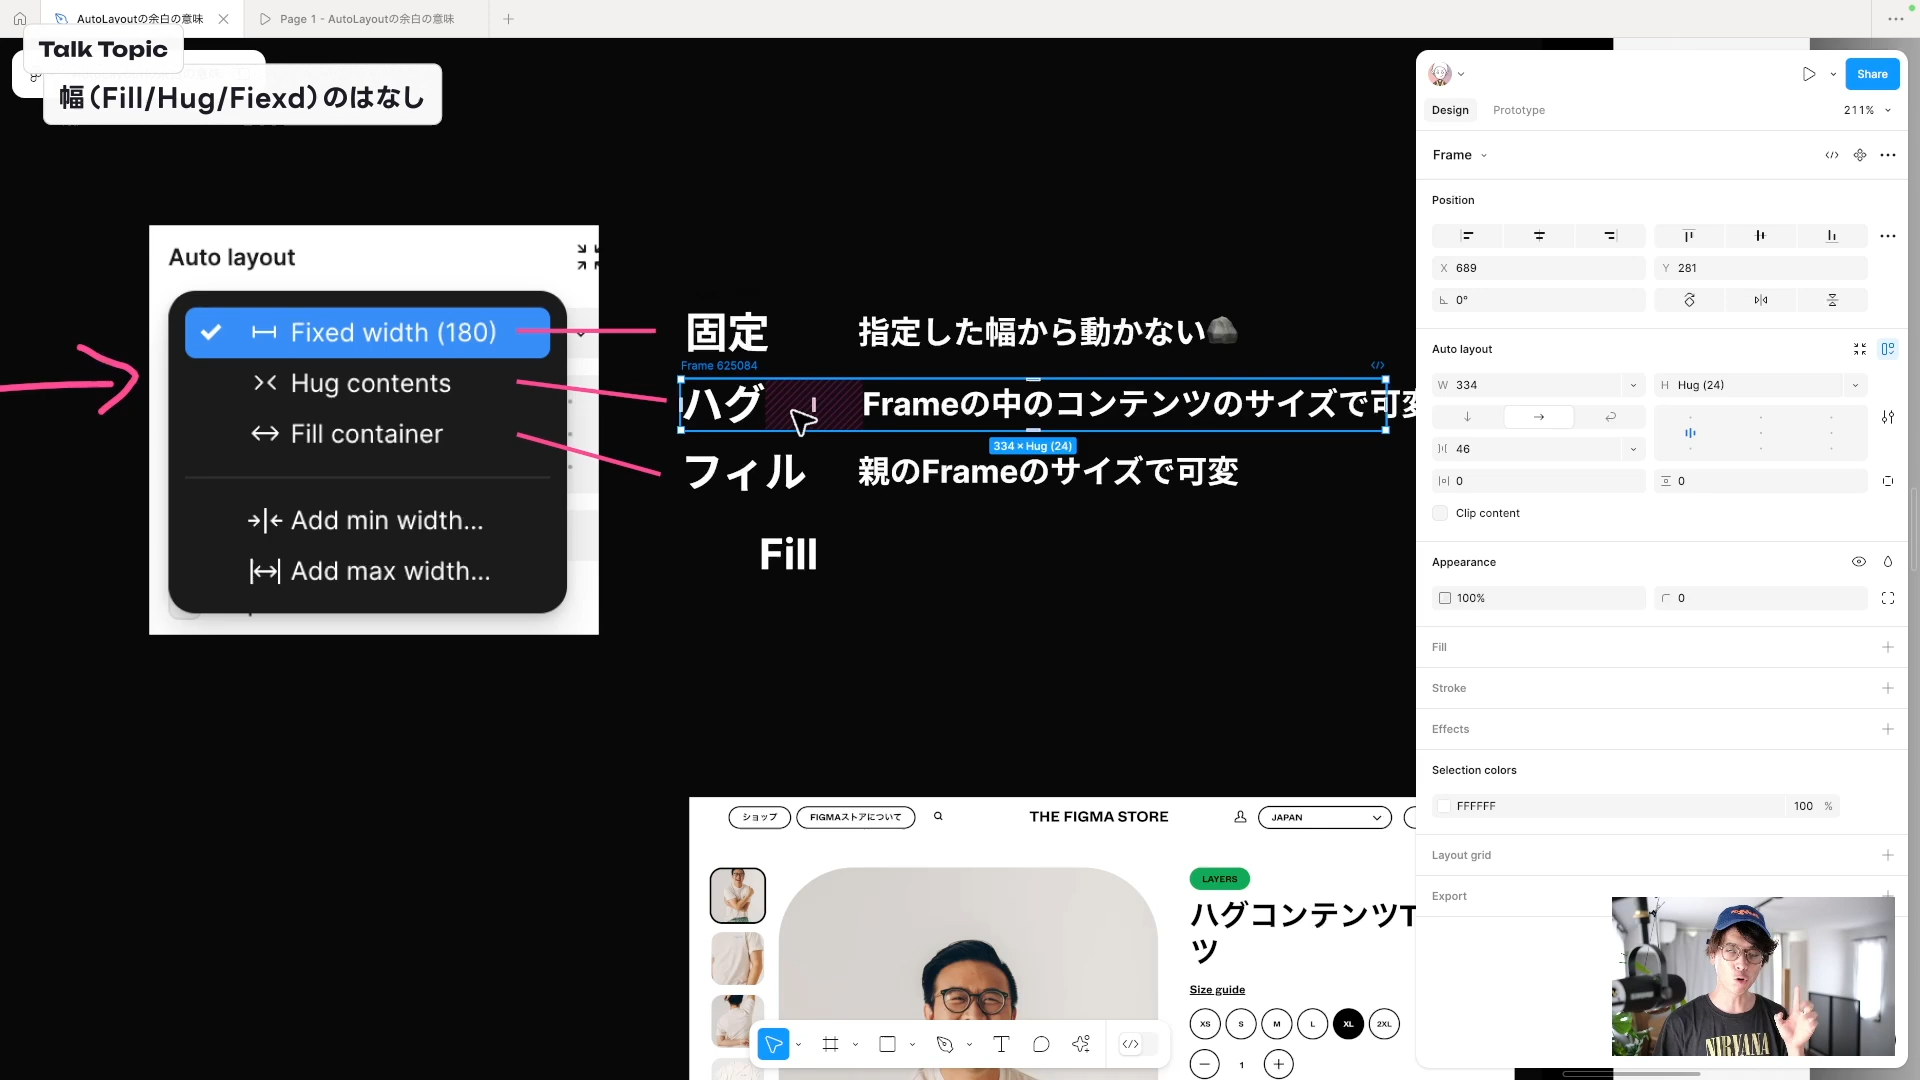 AutoLayoutの余白の意味
Page 1 - AutoLayoutの余白の意味
Talk Topic
幅(Fill/Hug/Fiexd)のはなし
Share
Design
Prototype
211%
Frame
Position
X 689
Y 281
0°
Auto layout
W 334
H Hug (24)
46
0
0
Clip content
Appearance
100%
0
Fill
Stroke
Effects
Selection colors
FFFFFF 100 %
Layout grid
Export
Auto layout
Fixed width (180)
Hug contents
Fill container
Add min width...
Add max width...
固定 指定した幅から動かない
Frame 625084
ハグ Frameの中のコンテンツのサイズで可変
334 × Hug (24)
フィル 親のFrameのサイズで可変
Fill
ショップ
FIGMAストアについて
THE FIGMA STORE
JAPAN
LAYERS
ハグコンテンツT
ツ
Size guide
XS S M L XL 2XL
1
NIRVANA